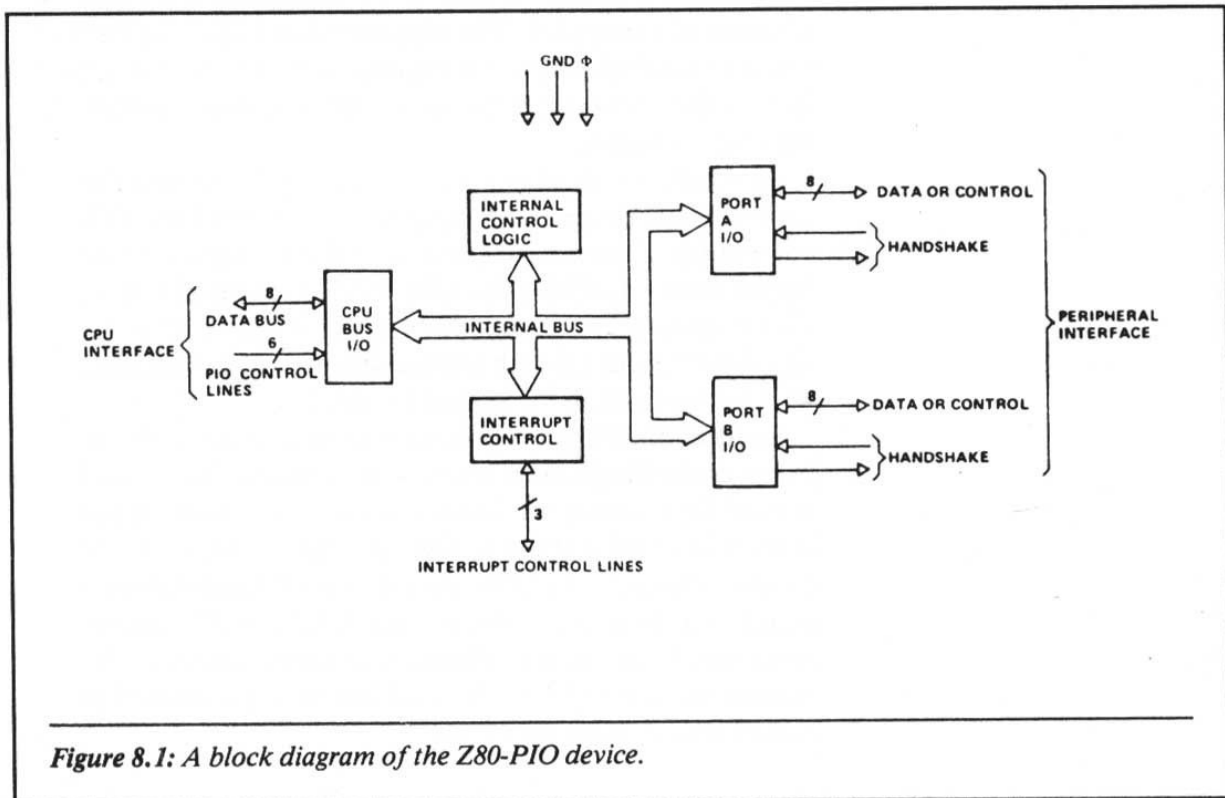 GND Φ
INTERNAL
CONTROL
LOGIC
PORT
A
I/O
8
DATA OR CONTROL
HANDSHAKE
CPU
INTERFACE
8
DATA BUS
6
PIO CONTROL
LINES
CPU
BUS
I/O
INTERNAL BUS
PERIPHERAL
INTERFACE
INTERRUPT
CONTROL
PORT
B
I/O
8
DATA OR CONTROL
HANDSHAKE
3
INTERRUPT CONTROL LINES
Figure 8.1: A block diagram of the Z80-PIO device.